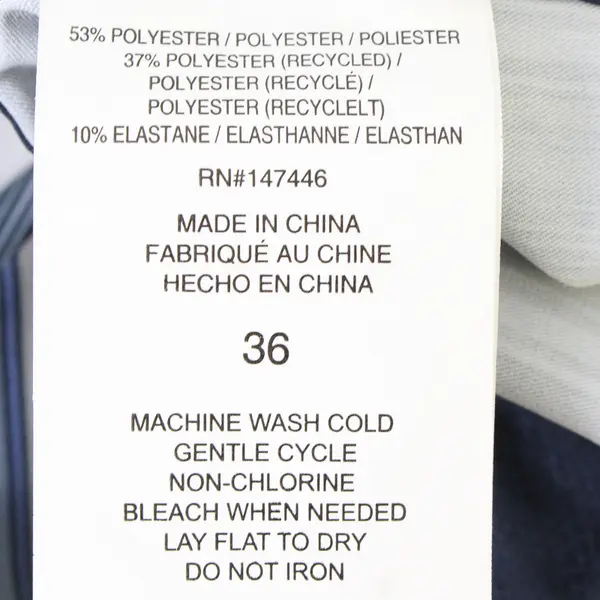 53% POLYESTER / POLYESTER / POLIESTER
37% POLYESTER (RECYCLED) /
POLYESTER (RECYCLÉ) /
POLYESTER (RECYCLELT)
10% ELASTANE / ELASTHANNE / ELASTHAN
RN#147446
MADE IN CHINA
FABRIQUÉ AU CHINE
HECHO EN CHINA
36
MACHINE WASH COLD
GENTLE CYCLE
NON-CHLORINE
BLEACH WHEN NEEDED
LAY FLAT TO DRY
DO NOT IRON